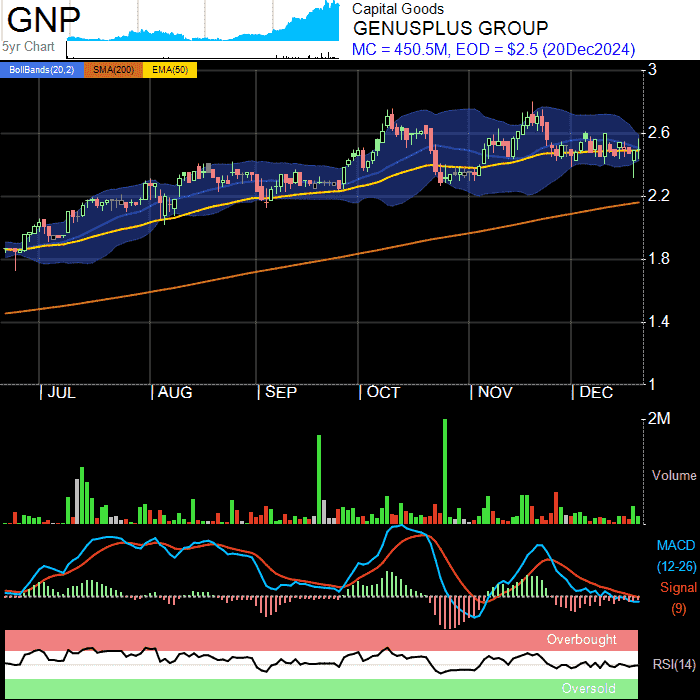 GNP
5yr Chart
Capital Goods
GENUSPLUS GROUP
MC = 450.5M, EOD = $2.5 (20Dec2024)
BollBands(20,2) SMA(200) EMA(50)
3
2.6
2.2
1.8
1.4
1
JUL AUG SEP OCT NOV DEC
2M
Volume
MACD
(12-26)
Signal
(9)
Overbought
RSI(14)
Oversold